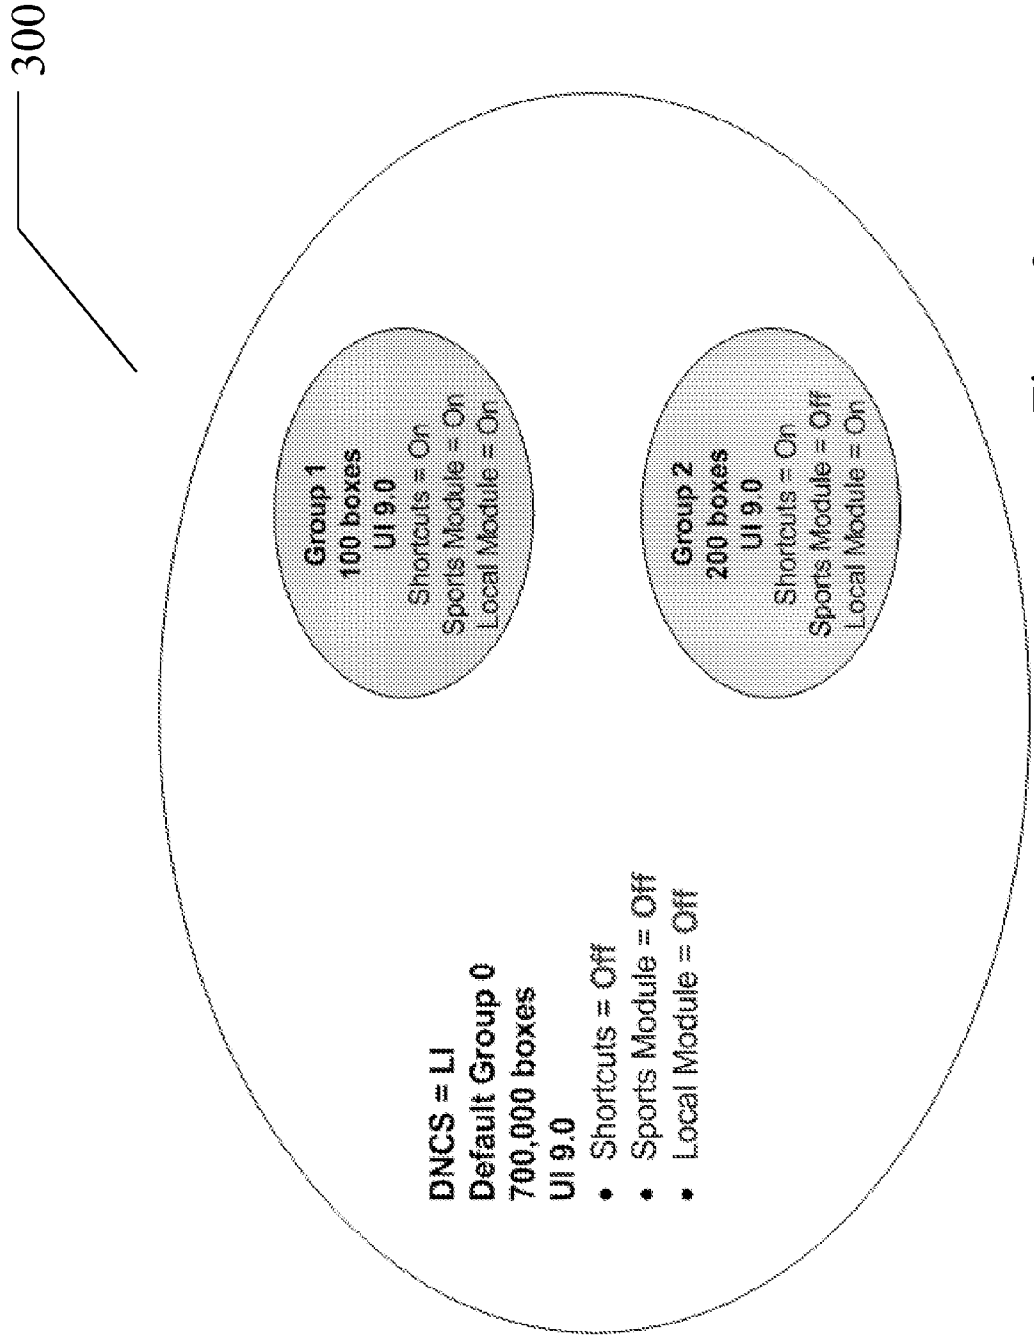 300
DNCS = LI
Default Group 0
700,000 boxes
UI 9.0
• Shortcuts = Off
• Sports Module = Off
• Local Module = Off
Group 1
100 boxes
UI 9.0
Shortcuts = On
Sports Module = On
Local Module = On
Group 2
200 boxes
UI 9.0
Shortcuts = On
Sports Module = Off
Local Module = On